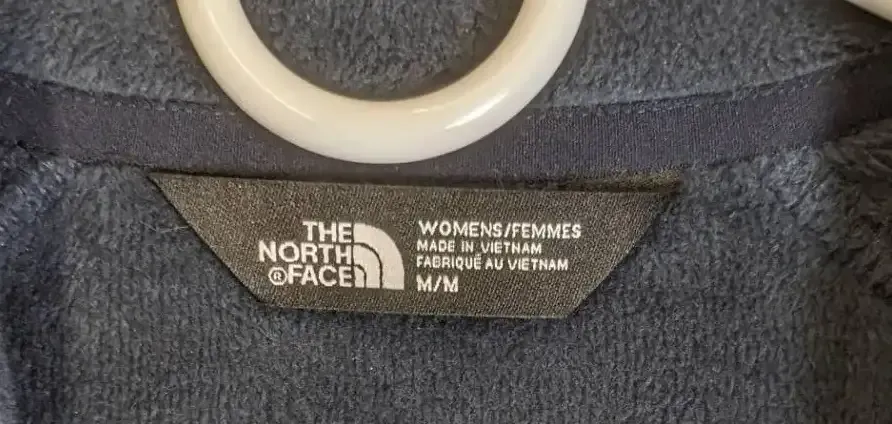 THE
NORTH
®FACE
WOMENS/FEMMES
MADE IN VIETNAM
FABRIQUÉ AU VIETNAM
M/M